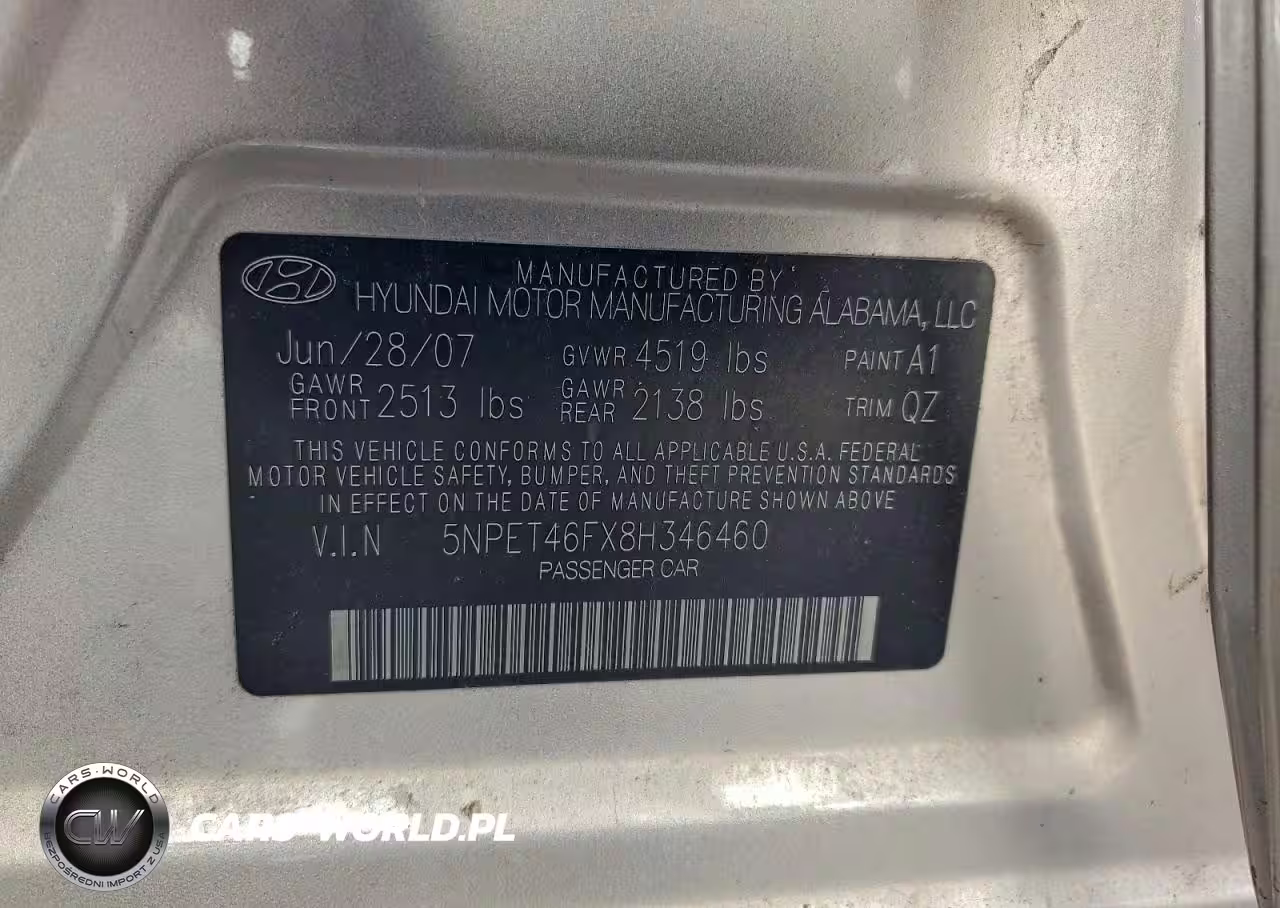 MANUFACTURED BY
HYUNDAI MOTOR MANUFACTURING ALABAMA, LLC
Jun/28/07 GVWR 4519 lbs PAINT A1
GAWR FRONT 2513 lbs GAWR REAR 2138 lbs TRIM QZ
THIS VEHICLE CONFORMS TO ALL APPLICABLE U.S.A. FEDERAL
MOTOR VEHICLE SAFETY, BUMPER, AND THEFT PREVENTION STANDARDS
IN EFFECT ON THE DATE OF MANUFACTURE SHOWN ABOVE
V.I.N 5NPET46FX8H346460
PASSENGER CAR
CARS-WORLD
CW
BEZPOŚREDNI IMPORT Z USA
CARS-WORLD.PL